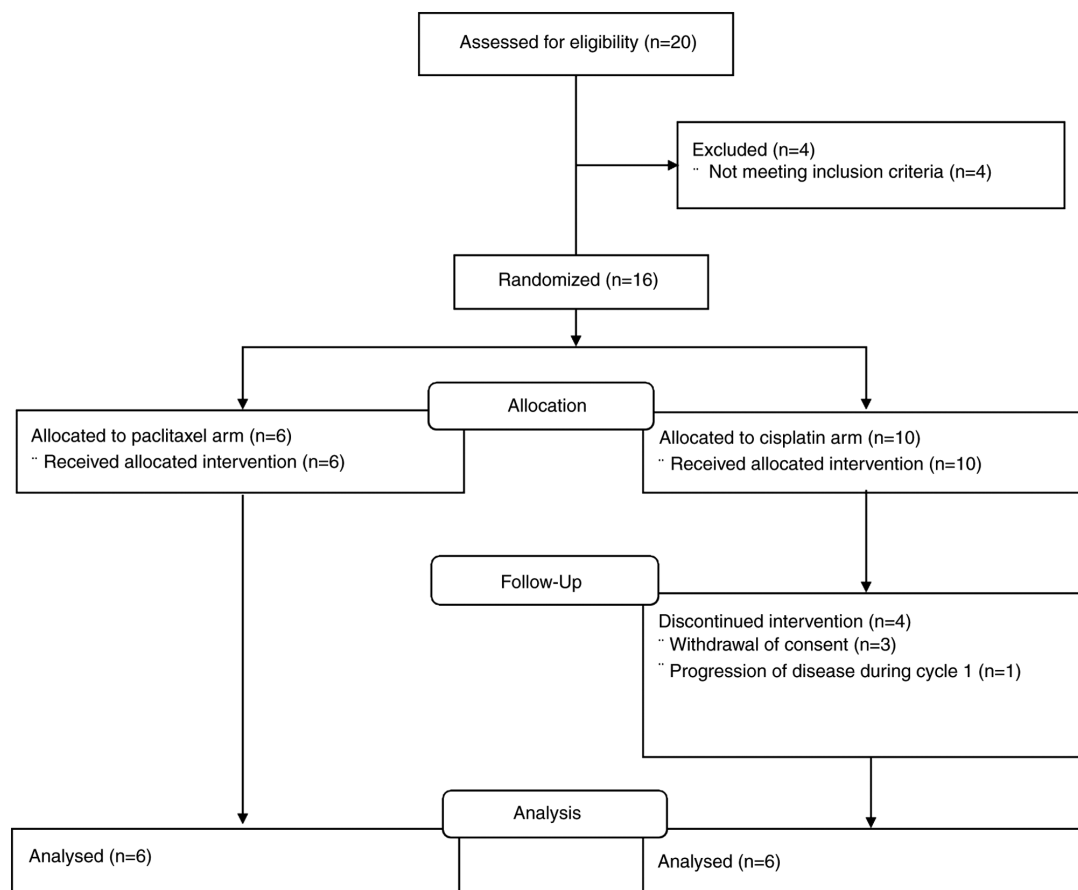 Assessed for eligibility (n=20)
Excluded (n=4)
¨ Not meeting inclusion criteria (n=4)
Randomized (n=16)
Allocation
Allocated to paclitaxel arm (n=6)
¨ Received allocated intervention (n=6)
Allocated to cisplatin arm (n=10)
¨ Received allocated intervention (n=10)
Follow-Up
Discontinued intervention (n=4)
¨ Withdrawal of consent (n=3)
¨ Progression of disease during cycle 1 (n=1)
Analysis
Analysed (n=6)
Analysed (n=6)